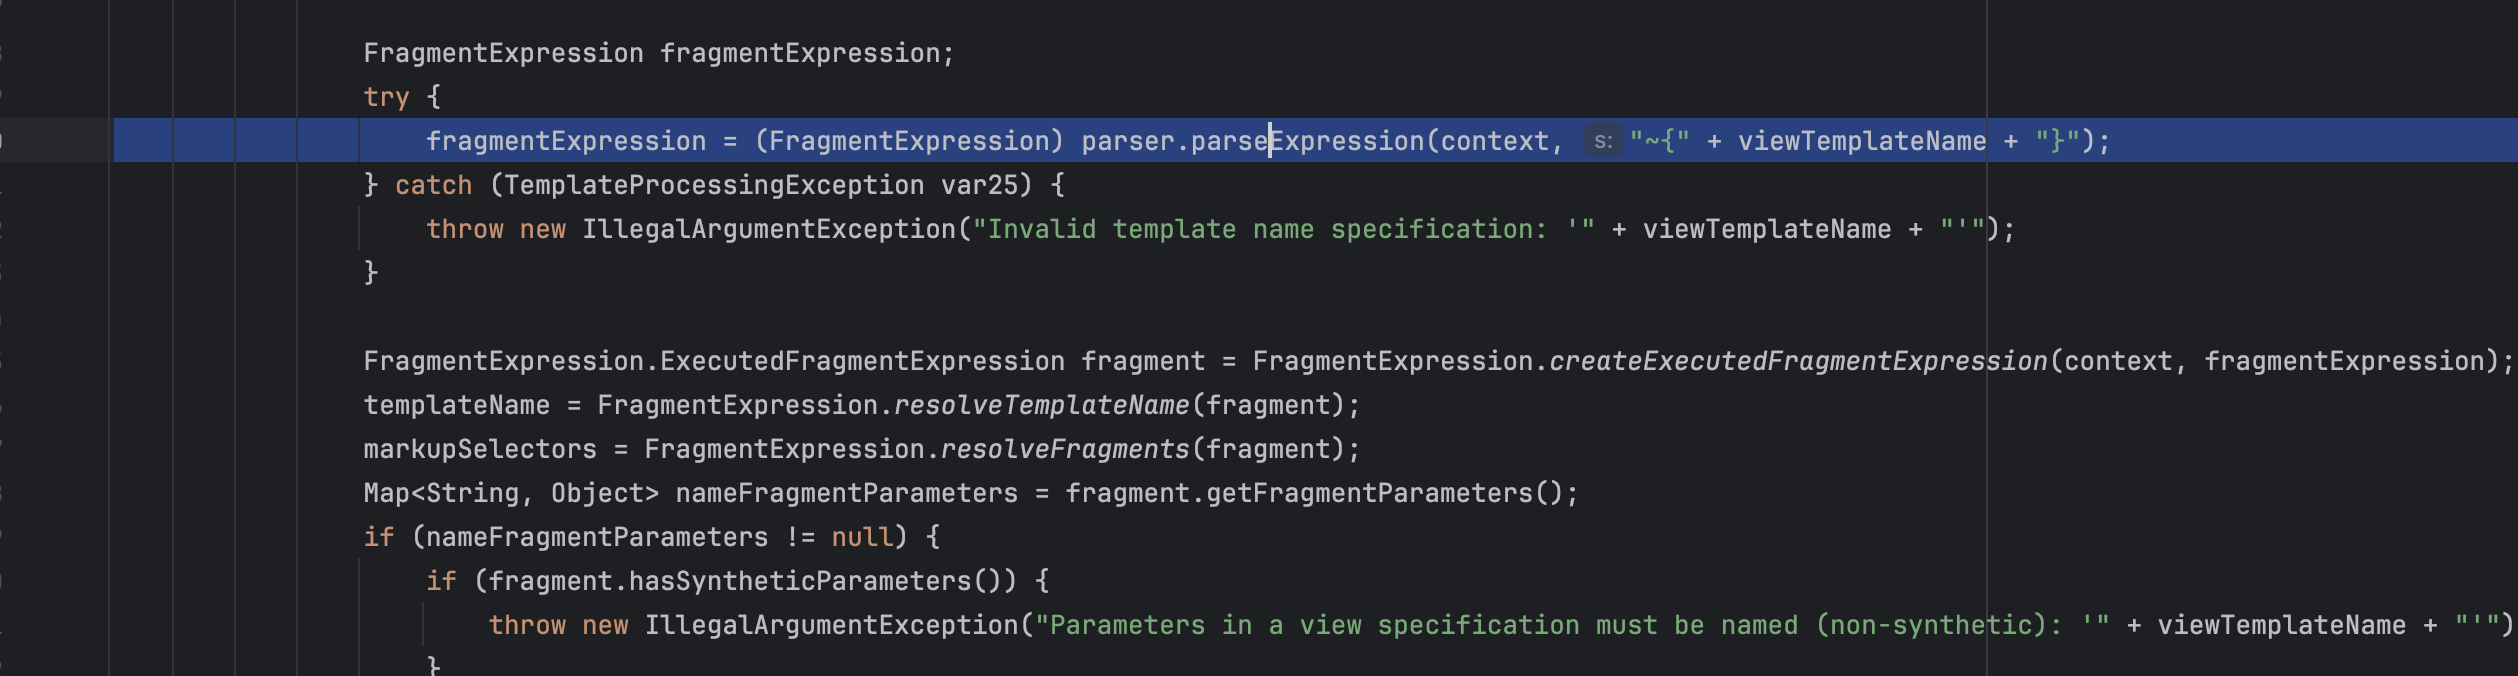 FragmentExpression fragmentExpression;
try {
fragmentExpression = (FragmentExpression) parser.parseExpression(context, s: "~{" + viewTemplateName + "}");
} catch (TemplateProcessingException var25) {
throw new IllegalArgumentException("Invalid template name specification: '" + viewTemplateName + "'");
}
FragmentExpression.ExecutedFragmentExpression fragment = FragmentExpression.createExecutedFragmentExpression(context, fragmentExpression);
templateName = FragmentExpression.resolveTemplateName(fragment);
markupSelectors = FragmentExpression.resolveFragments(fragment);
Map<String, Object> nameFragmentParameters = fragment.getFragmentParameters();
if (nameFragmentParameters != null) {
if (fragment.hasSyntheticParameters()) {
throw new IllegalArgumentException("Parameters in a view specification must be named (non-synthetic): '" + viewTemplateName + "'")
}